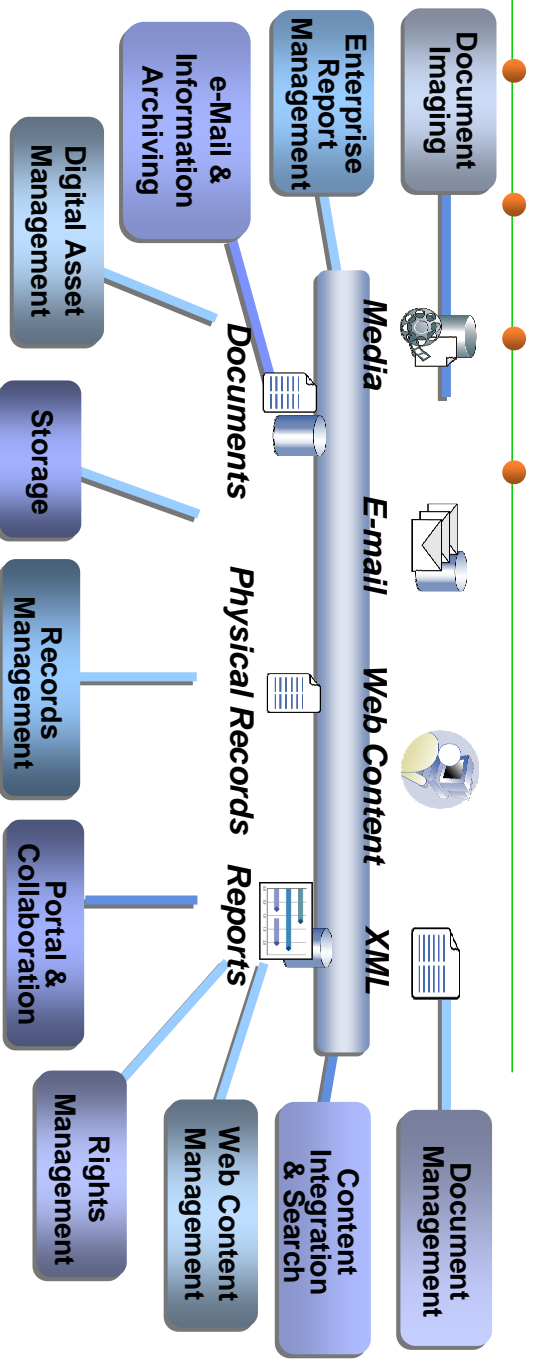 Document
Imaging
Enterprise
Report
Management
e-Mail &
Information
Archiving
Digital Asset
Management
Media
E-mail
Web Content
XML
Documents
Physical Records
Reports
Storage
Records
Management
Portal &
Collaboration
Rights
Management
Web Content
Management
Content
Integration
& Search
Document
Management